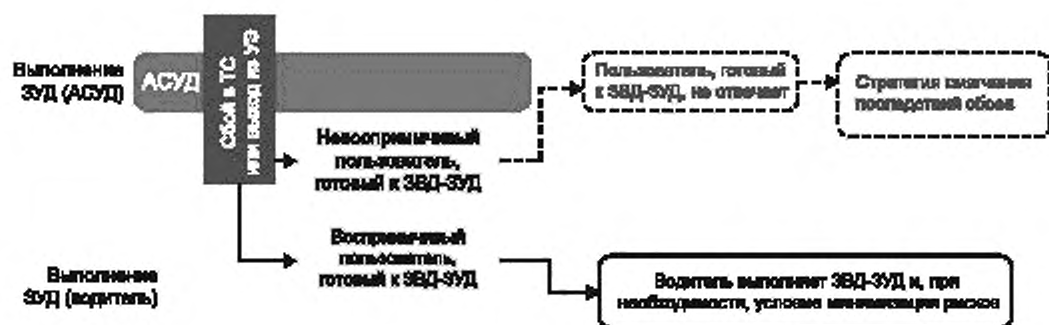 Выполнение
ЗУД (АСУД)
АСУД
Сбой в ТС
или выход из УЭ
Пользователь, готовый
к ЗВД-ЗУД, не отвечает
Стратегия смягчения
последствий сбоев
Невосприимчивый
пользователь,
готовый к ЗВД-ЗУД
Восприимчивый
пользователь,
готовый к ЗВД-ЗУД
Выполнение
ЗУД (водитель)
Водитель выполняет ЗВД-ЗУД и, при
необходимости, условие минимизации рисков